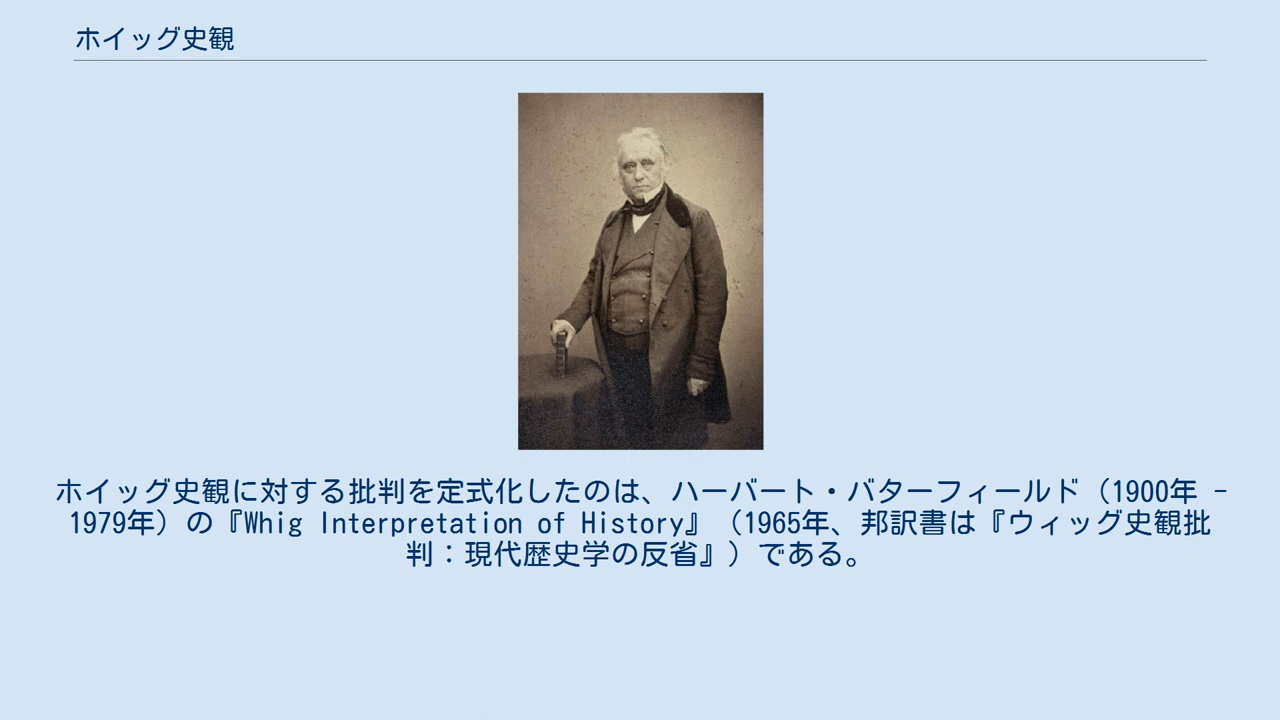 ホイッグ史観
ホイッグ史観に対する批判を定式化したのは、ハーバート・バターフィールド（1900年 -
1979年）の『Whig Interpretation of History』（1965年、邦訳書は『ウィッグ史観批
判：現代歴史学の反省』）である。